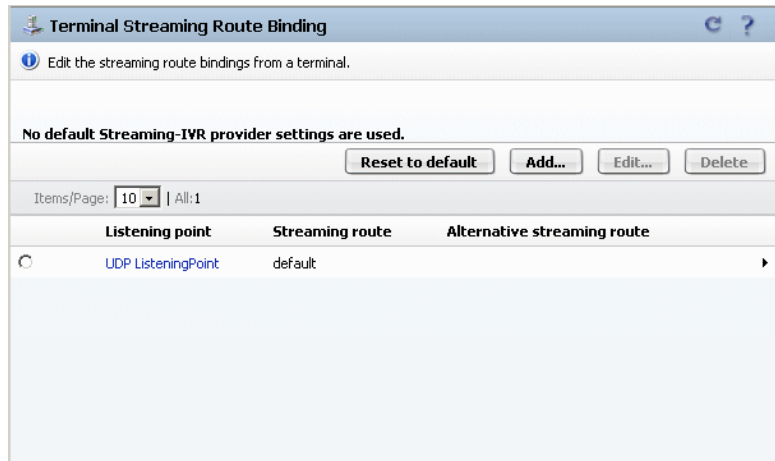 Terminal Streaming Route Binding
Edit the streaming route bindings from a terminal.
No default Streaming-IVR provider settings are used.
Reset to default Add... Edit... Delete
Items/Page: 10 | All:1
Listening point Streaming route Alternative streaming route
UDP ListeningPoint default